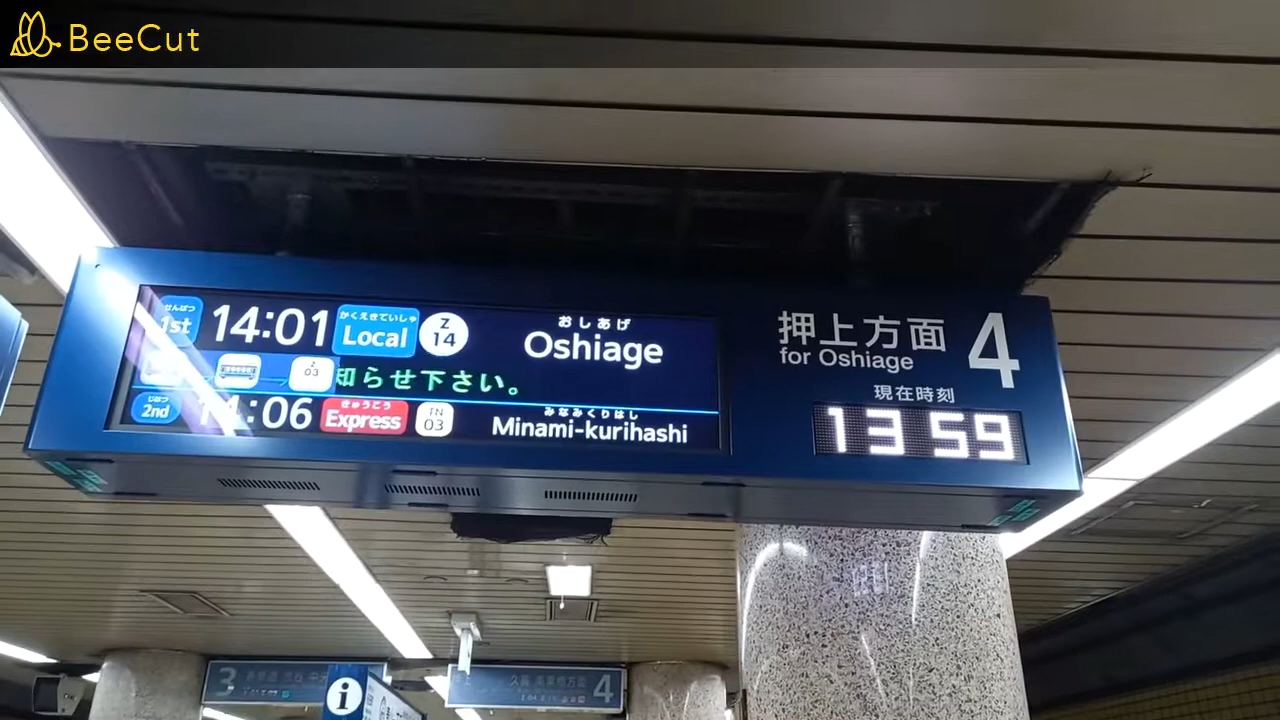 BeeCut
せんぱつ かくえきていしゃ おしあげ
1st 14:01 Local Z 14 Oshiage
Z 03 知らせ下さい。
じはつ きゅうこう みなみくりはし
2nd 14:06 Express TN 03 Minami-kurihashi
押上方面 4
for Oshiage
現在時刻
13 59
3
方面 4
i